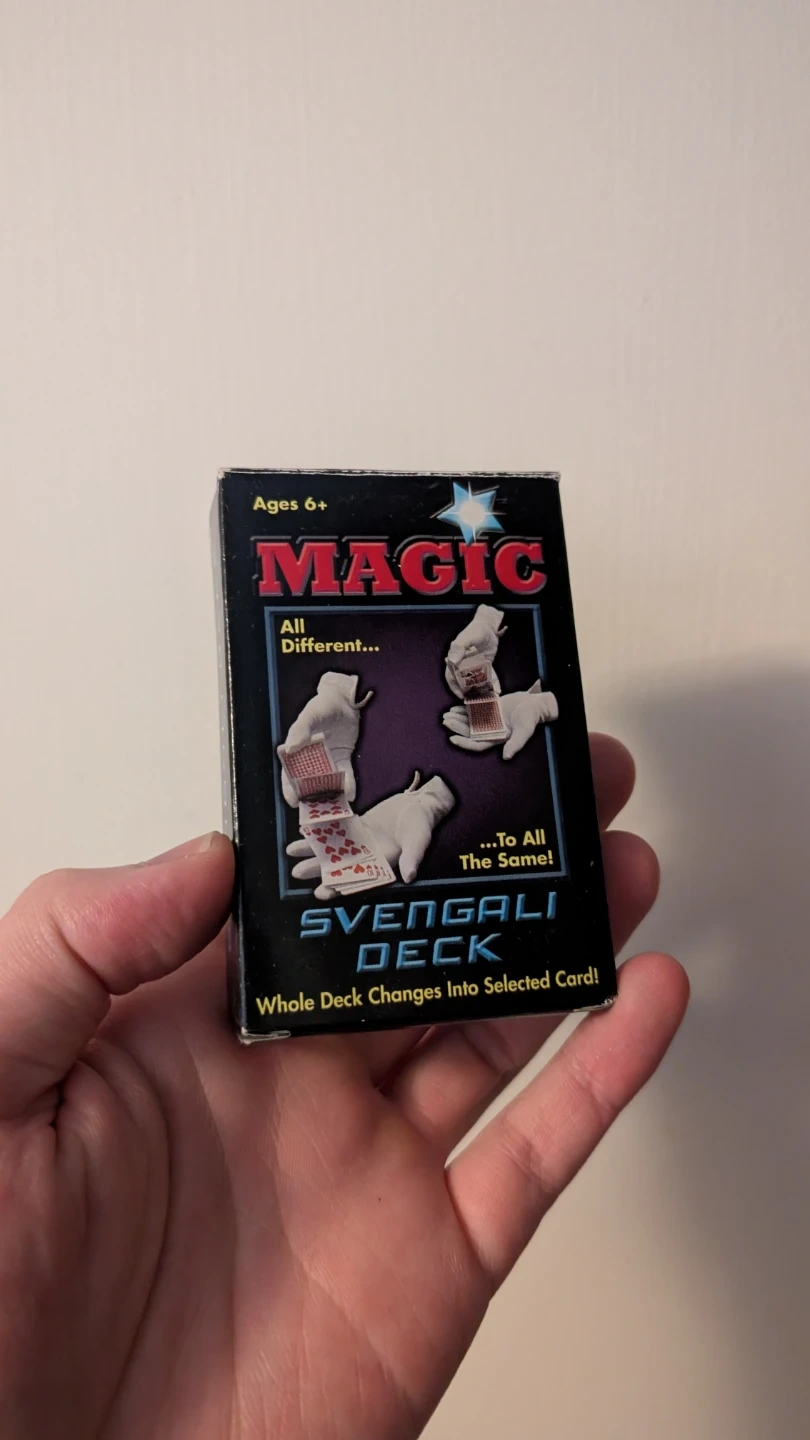 Ages 6+
MAGIC
All
Different...
...To All
The Same!
SVENGALI
DECK
Whole Deck Changes Into Selected Card!